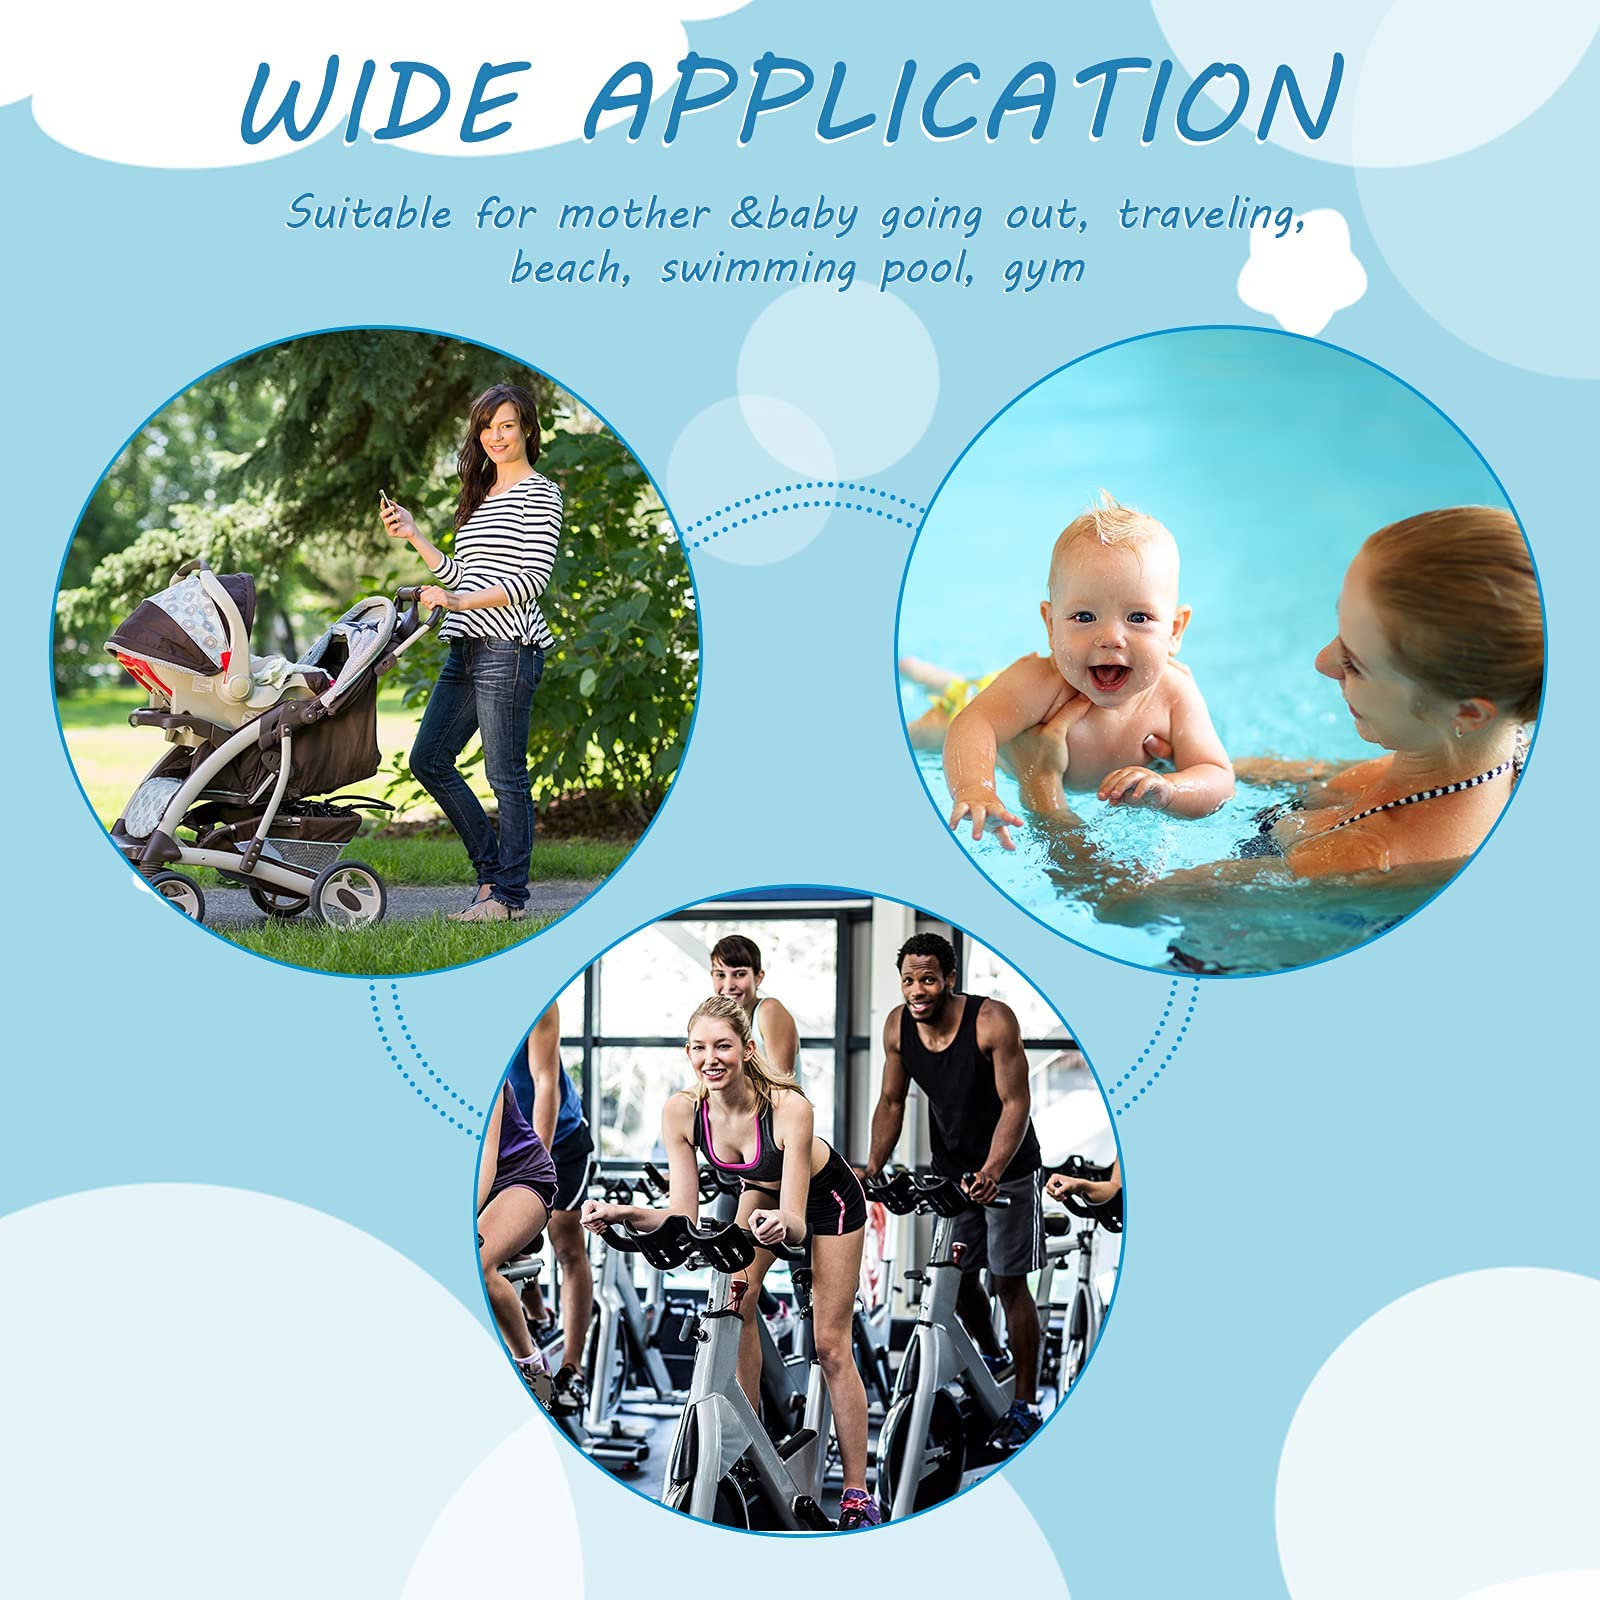 WIDE APPLICATION
Suitable for mother &baby going out, traveling,
beach, swimming pool, gym